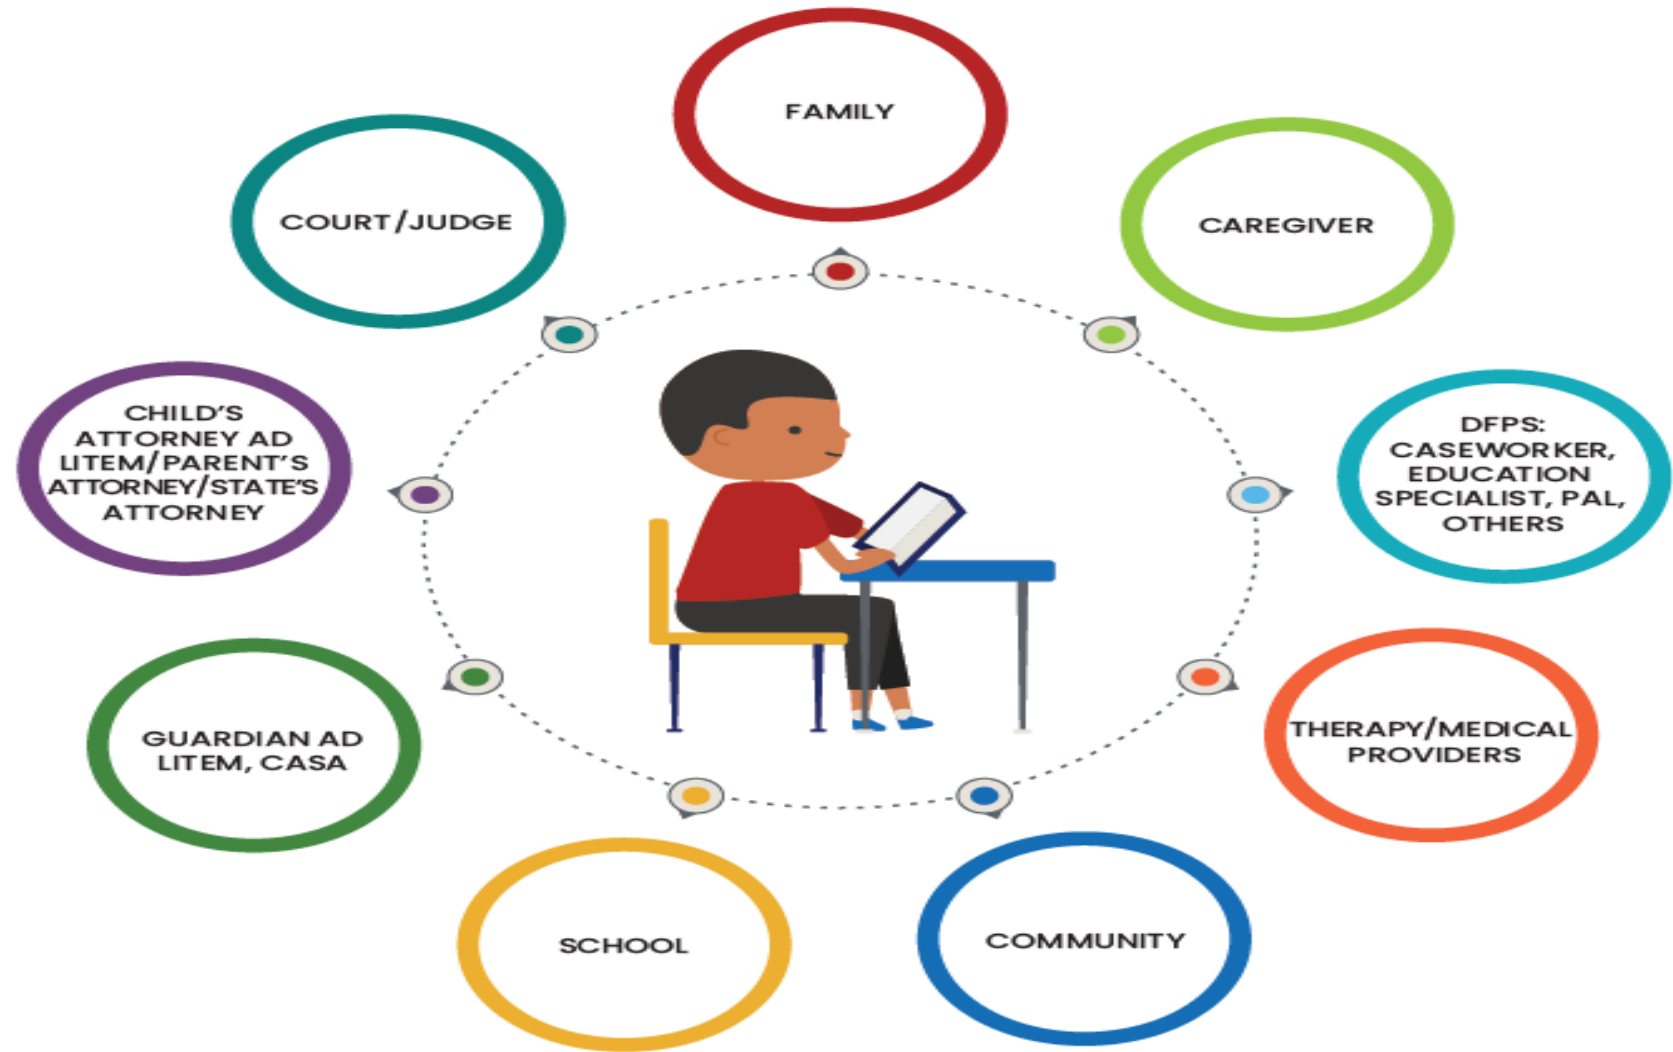 FAMILY
COURT/JUDGE
CAREGIVER
CHILD'S
ATTORNEY AD
LITEM/PARENT'S
ATTORNEY/STATE'S
ATTORNEY
DFPS:
CASEWORKER,
EDUCATION
SPECIALIST, PAL,
OTHERS
GUARDIAN AD
LITEM, CASA
THERAPY/MEDICAL
PROVIDERS
SCHOOL
COMMUNITY